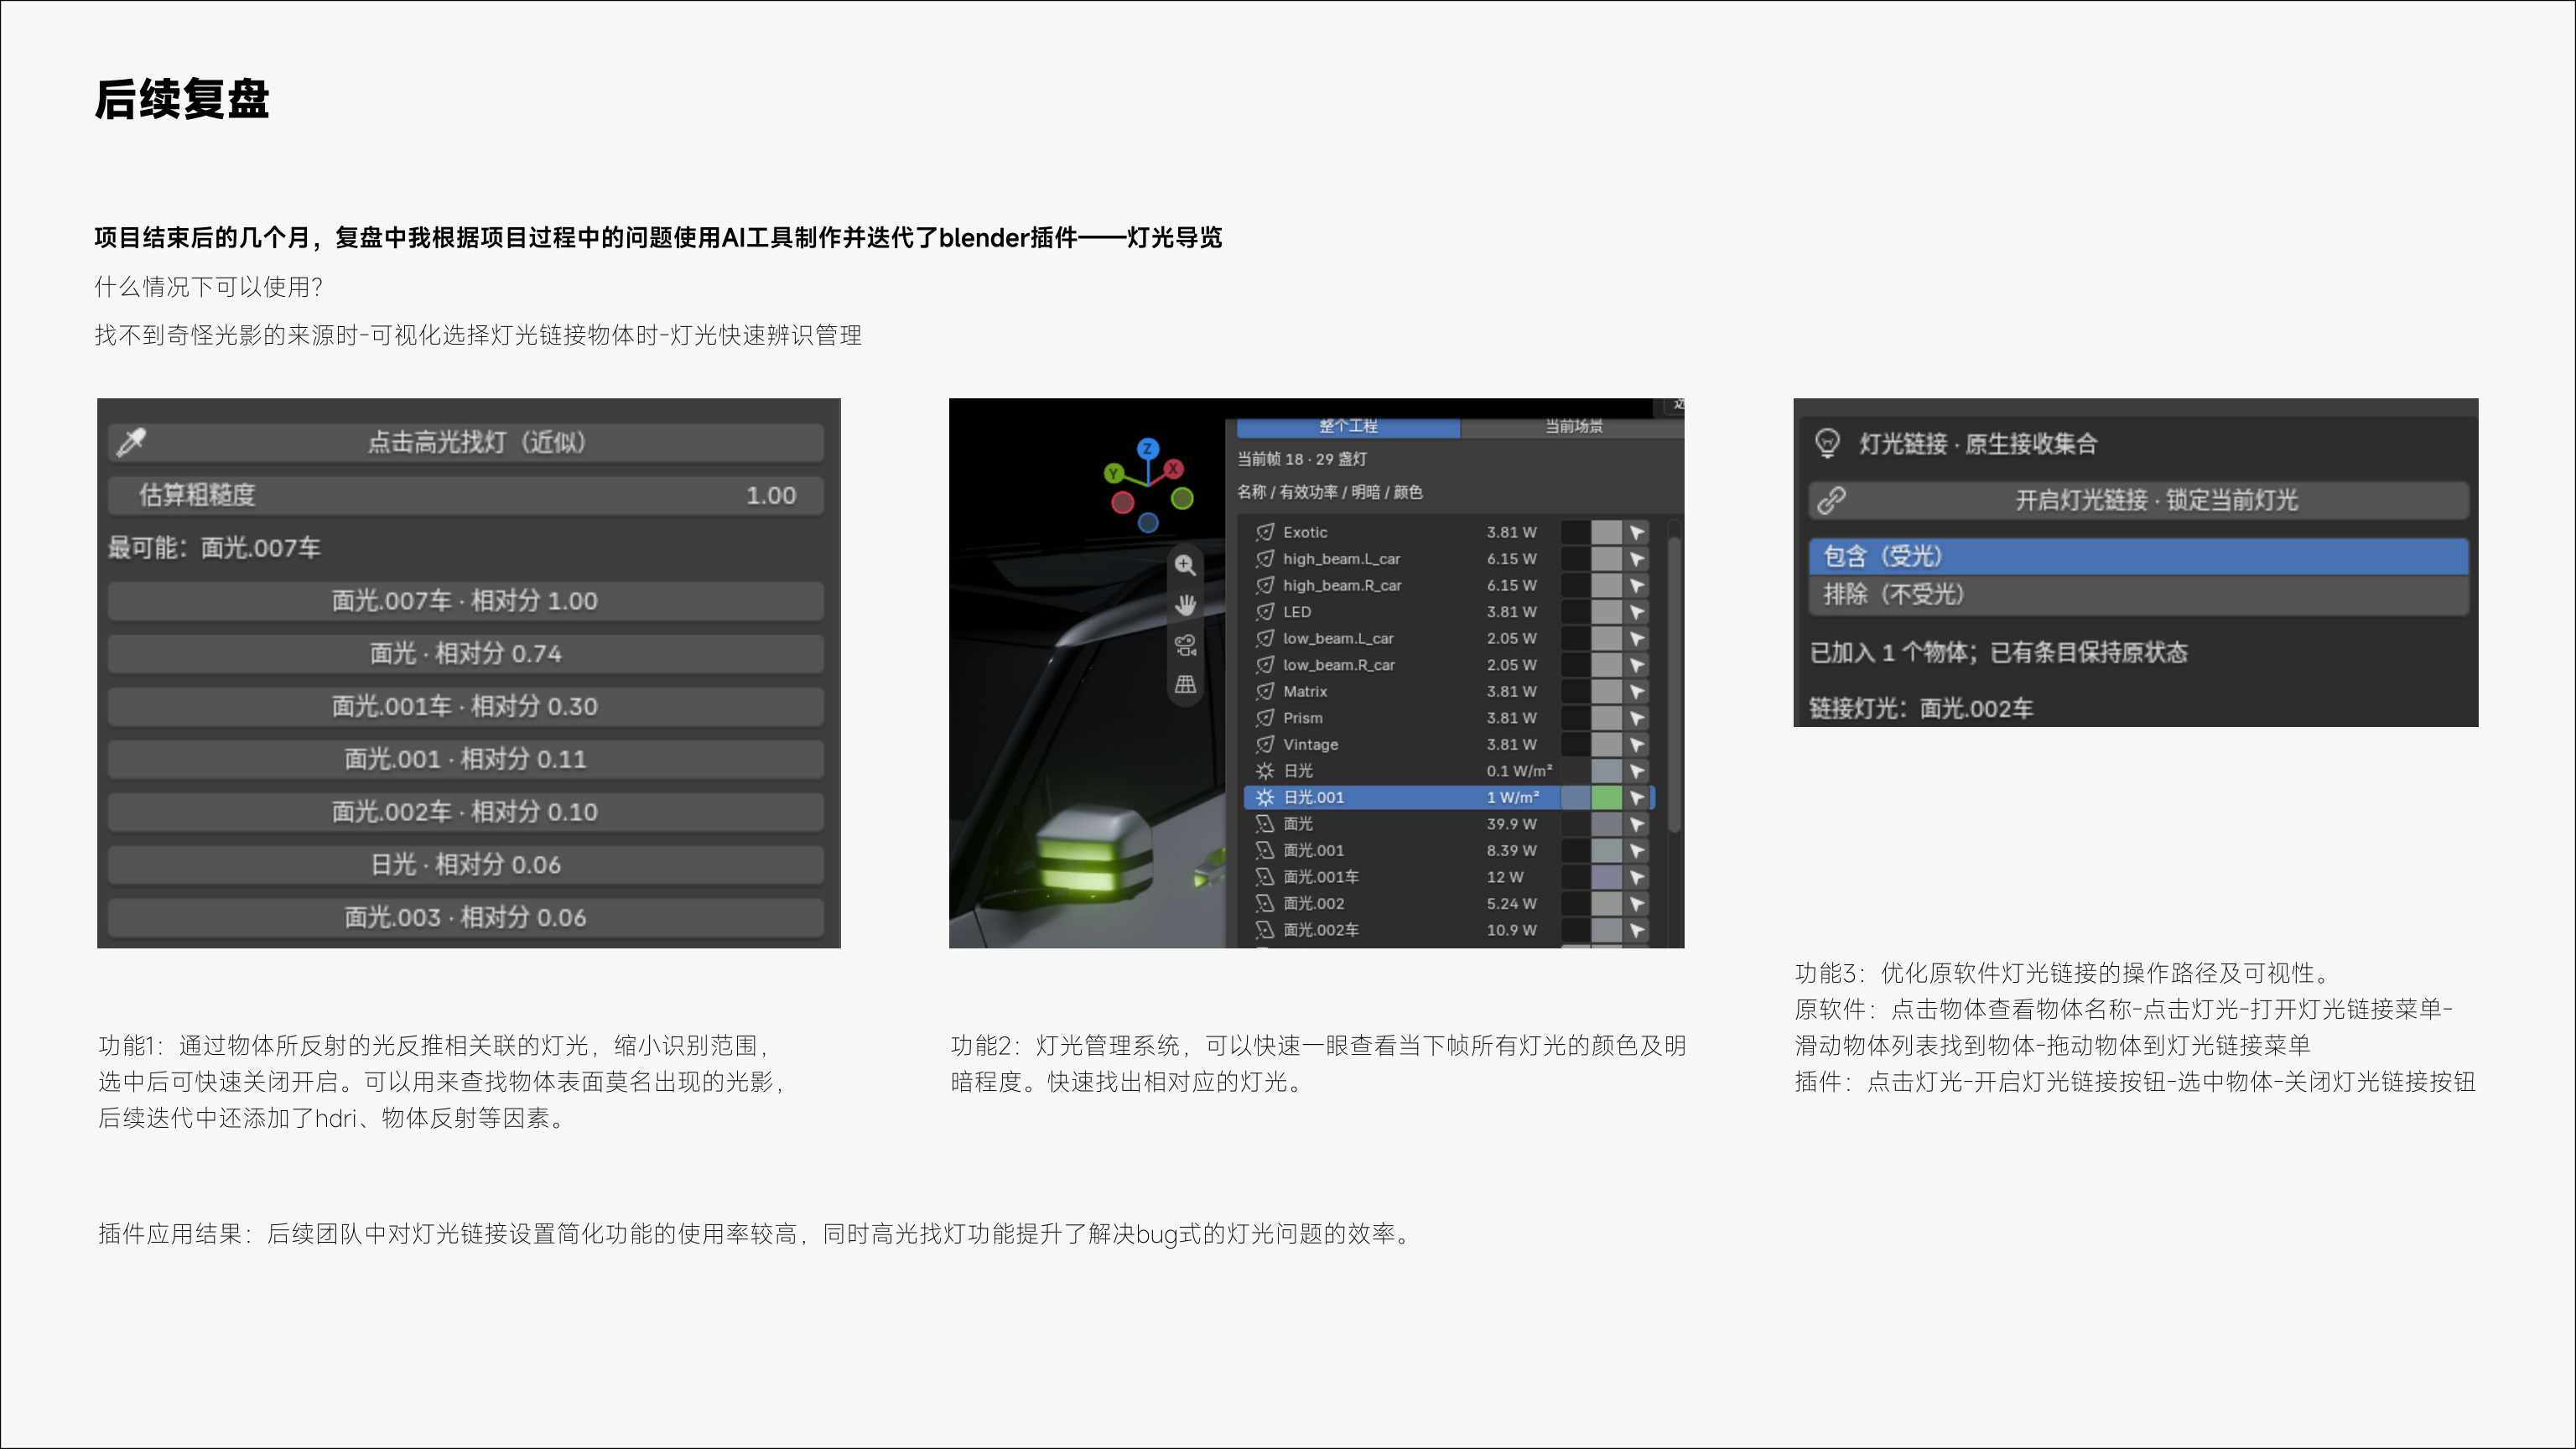 后续复盘
项目结束后的几个月，复盘中我根据项目过程中的问题使用AI工具制作并迭代了blender插件——灯光导览
什么情况下可以使用？
找不到奇怪光影的来源时-可视化选择灯光链接物体时-灯光快速辨识管理
点击高光找灯（近似）
估算粗糙度 1.00
最可能：面光.007车
面光.007车 · 相对分 1.00
面光 · 相对分 0.74
面光.001车 · 相对分 0.30
面光.001 · 相对分 0.11
面光.002车 · 相对分 0.10
日光 · 相对分 0.06
面光.003 · 相对分 0.06
功能1：通过物体所反射的光反推相关联的灯光，缩小识别范围，
选中后可快速关闭开启。可以用来查找物体表面莫名出现的光影，
后续迭代中还添加了hdri、物体反射等因素。
Z
Y
X
整个工程 当前场景
当前帧 18 · 29 盏灯
名称 / 有效功率 / 明暗 / 颜色
Exotic 3.81 W
high_beam.L_car 6.15 W
high_beam.R_car 6.15 W
LED 3.81 W
low_beam.L_car 2.05 W
low_beam.R_car 2.05 W
Matrix 3.81 W
Prism 3.81 W
Vintage 3.81 W
日光 0.1 W/m²
日光.001 1 W/m²
面光 39.9 W
面光.001 8.39 W
面光.001车 12 W
面光.002 5.24 W
面光.002车 10.9 W
功能2：灯光管理系统，可以快速一眼查看当下帧所有灯光的颜色及明
暗程度。快速找出相对应的灯光。
灯光链接 · 原生接收集合
开启灯光链接 · 锁定当前灯光
包含（受光）
排除（不受光）
已加入 1 个物体；已有条目保持原状态
链接灯光：面光.002车
功能3：优化原软件灯光链接的操作路径及可视性。
原软件：点击物体查看物体名称-点击灯光-打开灯光链接菜单-
滑动物体列表找到物体-拖动物体到灯光链接菜单
插件：点击灯光-开启灯光链接按钮-选中物体-关闭灯光链接按钮
插件应用结果：后续团队中对灯光链接设置简化功能的使用率较高，同时高光找灯功能提升了解决bug式的灯光问题的效率。